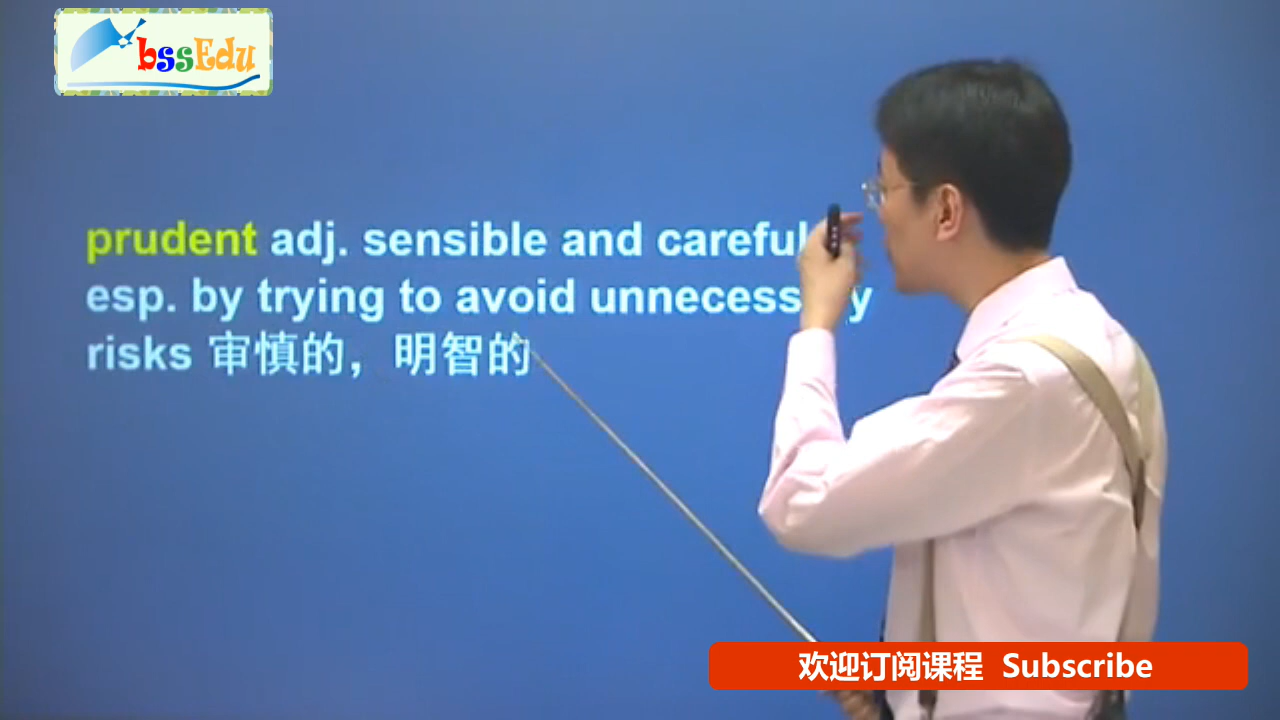 bssEdu
prudent adj. sensible and careful
esp. by trying to avoid
risks 审慎的，明智的
欢迎订阅课程 Subscribe